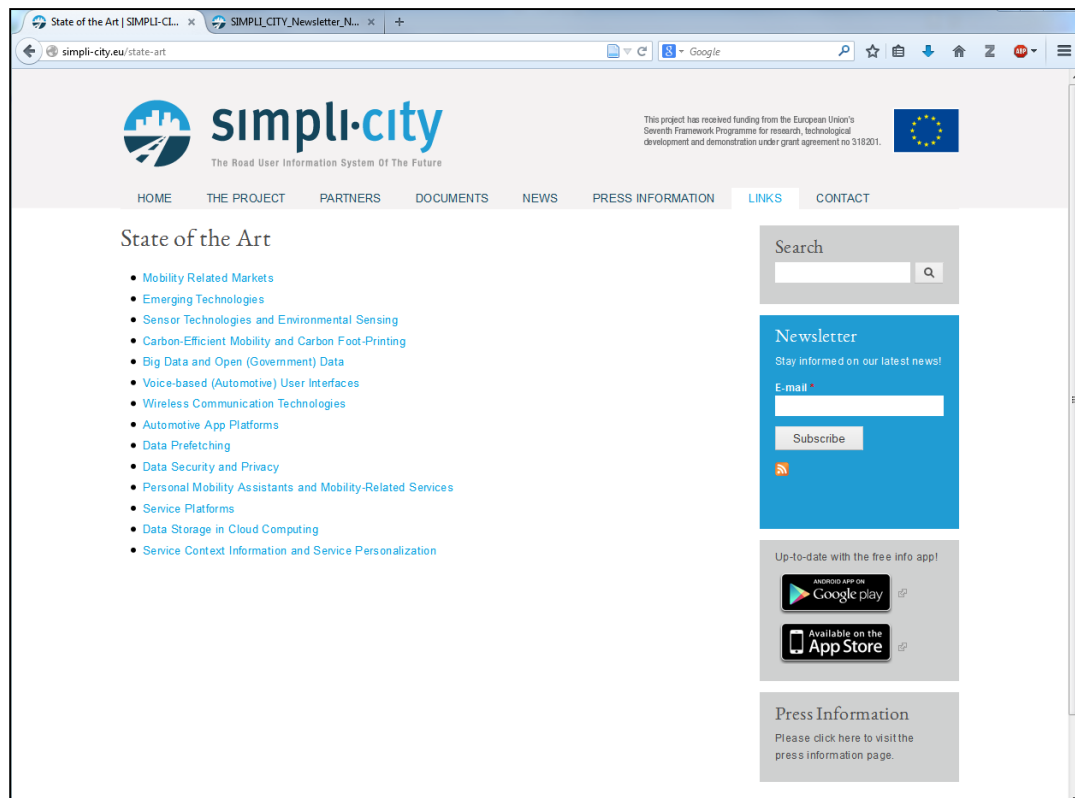 State of the Art | SIMPLI-CI...
SIMPLI_CITY_Newsletter_N...
simpli-city.eu/state-art
Google
simpli·city
The Road User Information System Of The Future
This project has received funding from the European Union's
Seventh Framework Programme for research, technological
development and demonstration under grant agreement no 318201.
HOME THE PROJECT PARTNERS DOCUMENTS NEWS PRESS INFORMATION LINKS CONTACT
State of the Art
Mobility Related Markets
Emerging Technologies
Sensor Technologies and Environmental Sensing
Carbon-Efficient Mobility and Carbon Foot-Printing
Big Data and Open (Government) Data
Voice-based (Automotive) User Interfaces
Wireless Communication Technologies
Automotive App Platforms
Data Prefetching
Data Security and Privacy
Personal Mobility Assistants and Mobility-Related Services
Service Platforms
Data Storage in Cloud Computing
Service Context Information and Service Personalization
Search
Newsletter
Stay informed on our latest news!
E-mail *
Subscribe
Up-to-date with the free info app!
ANDROID APP ON
Google play
Available on the
App Store
Press Information
Please click here to visit the
press information page.
ABP